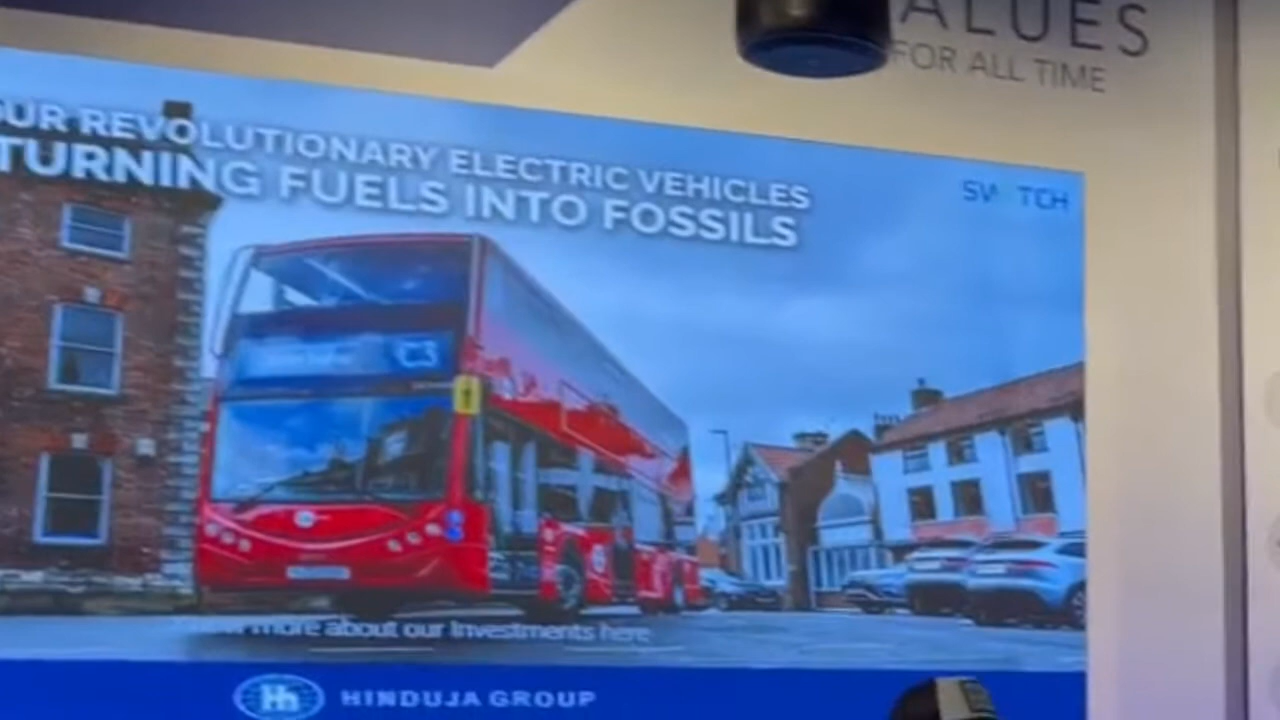 ALUES
FOR ALL TIME
OUR REVOLUTIONARY ELECTRIC VEHICLES
TURNING FUELS INTO FOSSILS
SWITCH
C3
more about our investments here
HINDUJA GROUP